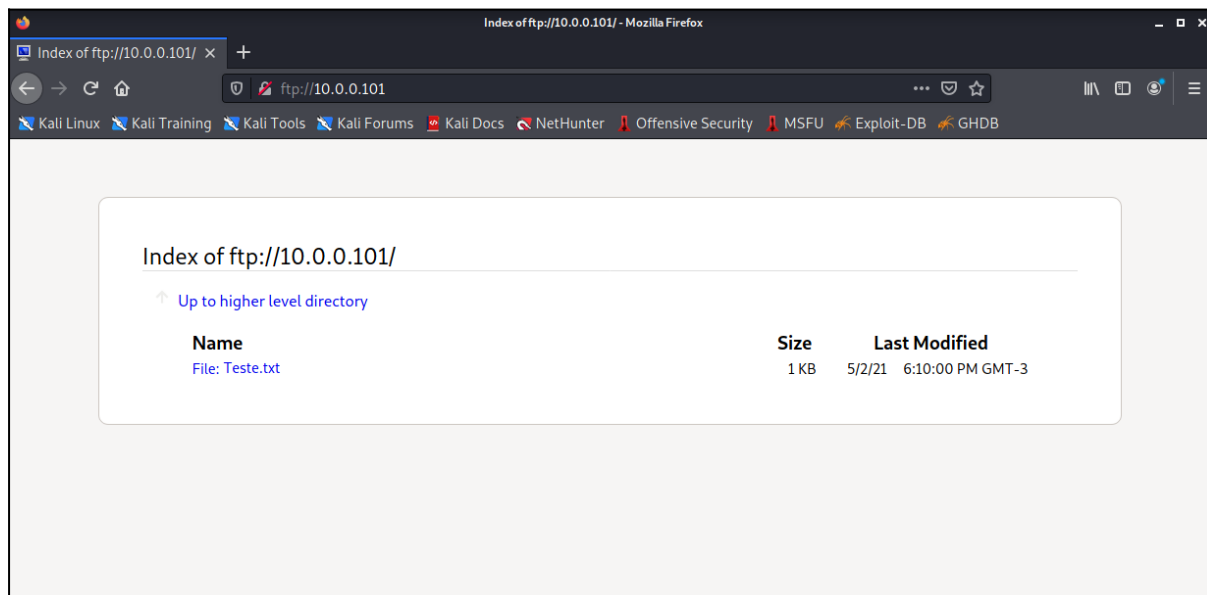 Index of ftp://10.0.0.101/ - Mozilla Firefox
Index of ftp://10.0.0.101/
ftp://10.0.0.101
Kali Linux Kali Training Kali Tools Kali Forums Kali Docs NetHunter Offensive Security MSFU Exploit-DB GHDB
Index of ftp://10.0.0.101/
Up to higher level directory
Name Size Last Modified
File: Teste.txt 1 KB 5/2/21 6:10:00 PM GMT-3